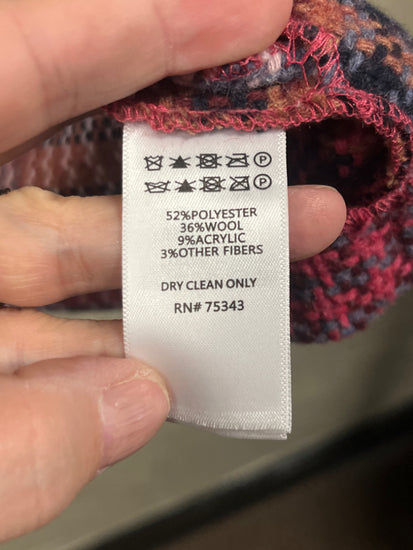 P
P
52%POLYESTER
36%WOOL
9%ACRYLIC
3%OTHER FIBERS
DRY CLEAN ONLY
RN# 75343